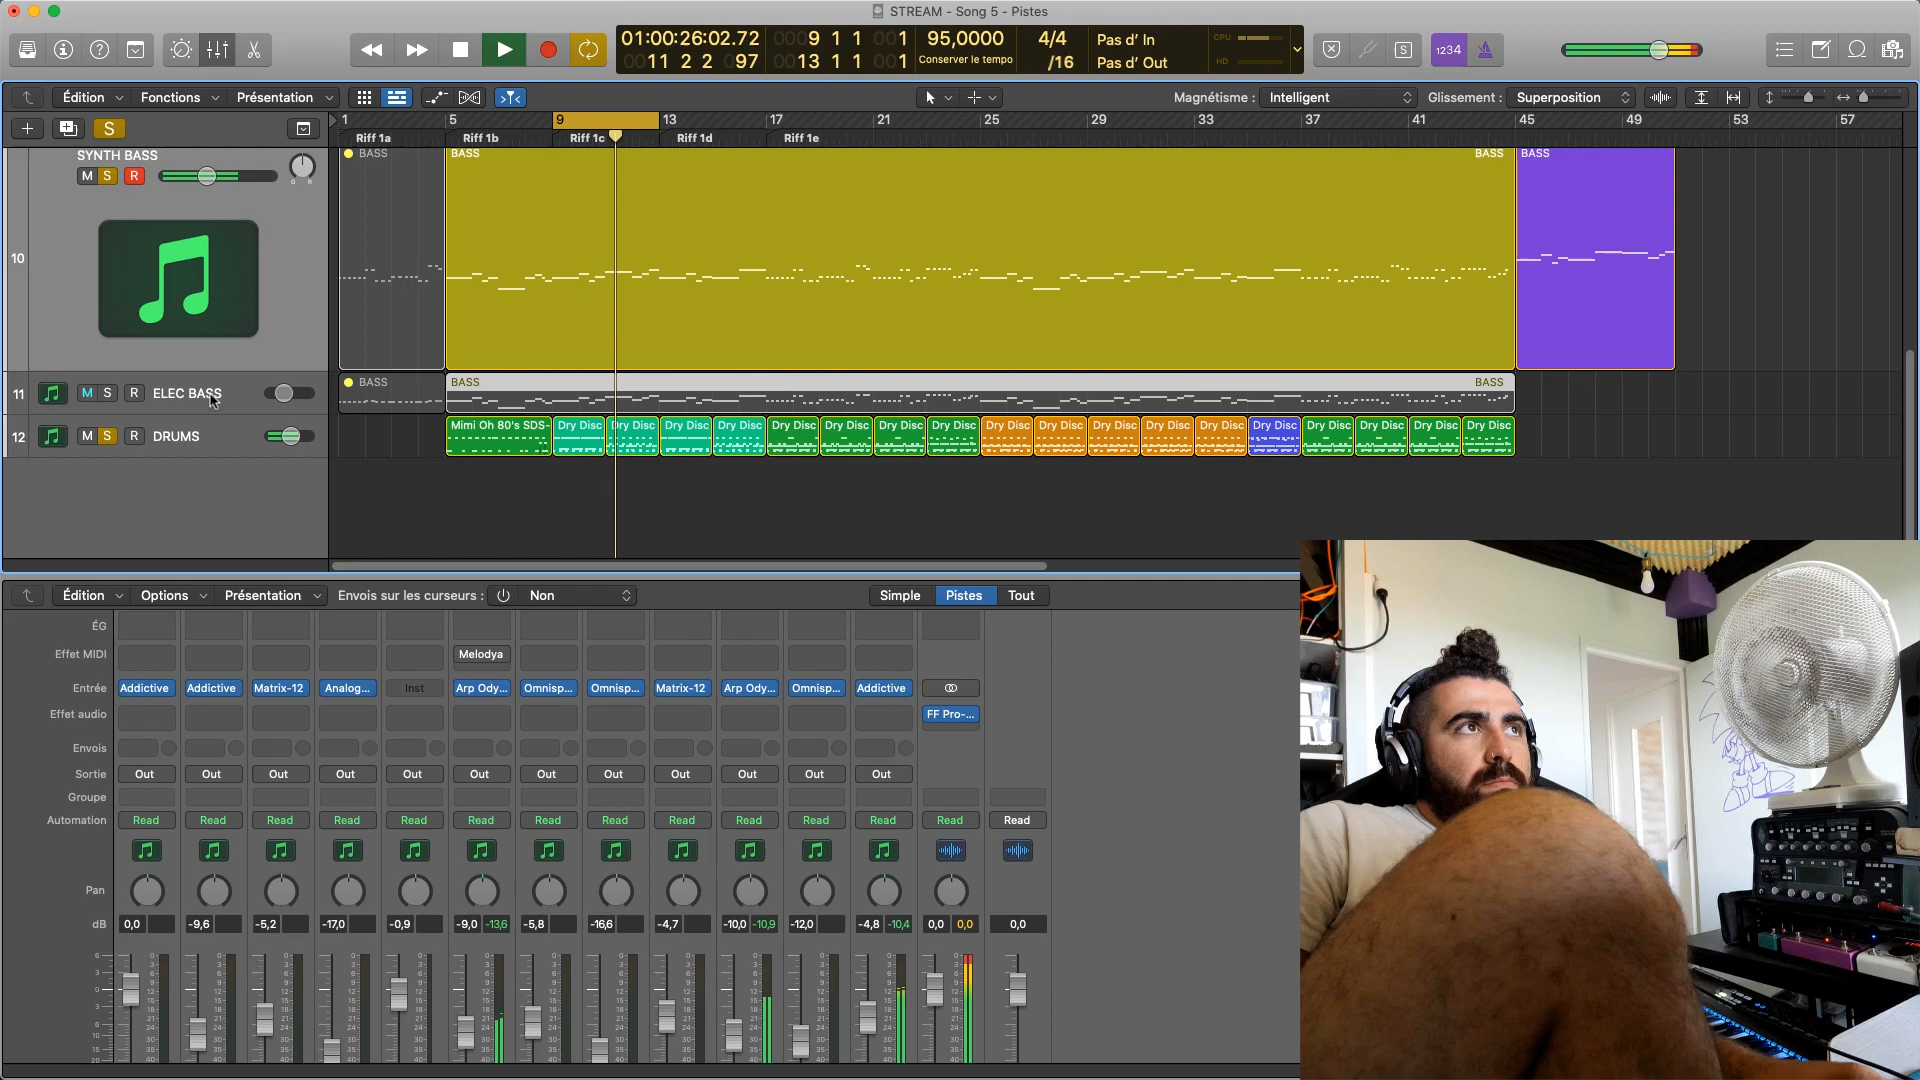 STREAM - Song 5 - Pistes
01:00:26:02.72 0009 1 1 001 95,0000 4/4 Pas d' In CPU
0011 2 2 097 0013 1 1 001 Conserver le tempo /16 Pas d' Out HD
S 1234
Édition Fonctions Présentation Magnétisme : Intelligent Glissement : Superposition
S 1 5 9 13 17 21 25 29 33 37 41 45 49 53 57
Riff 1a Riff 1b Riff 1c Riff 1d Riff 1e
SYNTH BASS BASS BASS BASS BASS
M S R
10
11 M S R ELEC BASS BASS BASS BASS
12 M S DRUMS Mimi Oh 80's SDS- Dry Disc Dry Disc Dry Disc Dry Disc Dry Disc Dry Disc Dry Disc Dry Disc Dry Disc Dry Disc Dry Disc Dry Disc Dry Disc Dry Disc Dry Disc Dry Disc Dry Disc Dry Disc
Édition Options Présentation Envois sur les curseurs : Non Simple Pistes Tout
ÉG
Effet MIDI Melodya
Entrée Addictive Addictive Matrix-12 Analog... Inst Arp Ody... Omnisp... Omnisp... Matrix-12 Arp Ody... Omnisp... Addictive
Effet audio FF Pro-...
Envois
Sortie Out Out Out Out Out Out Out Out Out Out Out Out
Groupe
Automation Read Read Read Read Read Read Read Read Read Read Read Read Read Read
Pan
dB 0,0 -9,6 -5,2 -17,0 -0,9 -9,0 -13,6 -5,8 -16,6 -4,7 -10,0 -10,9 -12,0 -4,8 -10,4 0,0 0,0 0,0